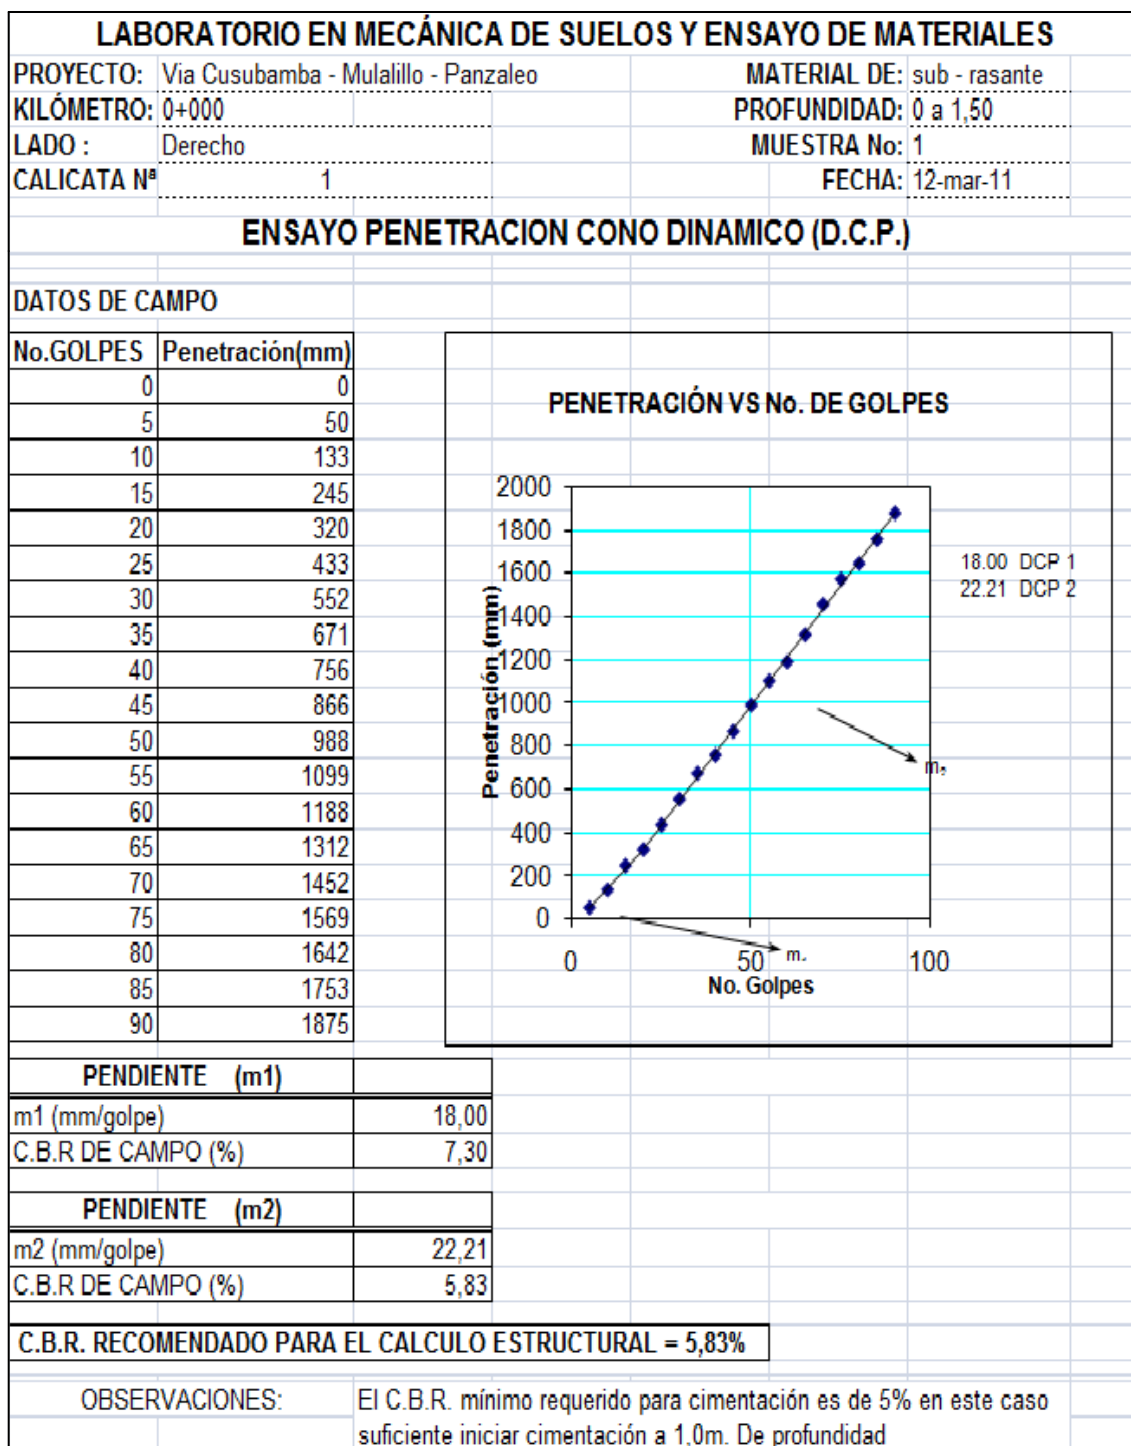 LABORATORIO EN MECÁNICA DE SUELOS Y ENSAYO DE MATERIALES
PROYECTO: Via Cusubamba - Mulalillo - Panzaleo MATERIAL DE: sub - rasante
KILÓMETRO: 0+000 PROFUNDIDAD: 0 a 1,50
LADO : Derecho MUESTRA No: 1
CALICATA Nª 1 FECHA: 12-mar-11
ENSAYO PENETRACION CONO DINAMICO (D.C.P.)
DATOS DE CAMPO
No.GOLPES Penetración(mm)
0 0
5 50
10 133
15 245
20 320
25 433
30 552
35 671
40 756
45 866
50 988
55 1099
60 1188
65 1312
70 1452
75 1569
80 1642
85 1753
90 1875
PENETRACIÓN VS No. DE GOLPES
Penetración (mm)
2000
1800
1600
1400
1200
1000
800
600
400
200
0
0 50 100
No. Golpes
18.00 DCP 1
22.21 DCP 2
PENDIENTE (m1)
m1 (mm/golpe) 18,00
C.B.R DE CAMPO (%) 7,30
PENDIENTE (m2)
m2 (mm/golpe) 22,21
C.B.R DE CAMPO (%) 5,83
C.B.R. RECOMENDADO PARA EL CALCULO ESTRUCTURAL = 5,83%
OBSERVACIONES: El C.B.R. mínimo requerido para cimentación es de 5% en este caso
suficiente iniciar cimentación a 1,0m. De profundidad